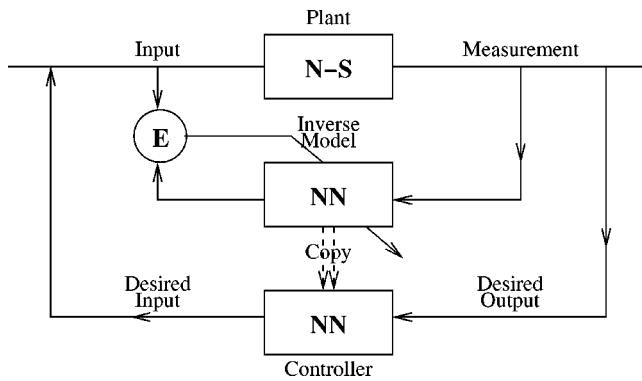 Plant
Input
N-S
Measurement
E
Inverse
Model
NN
Copy
Desired
Input
NN
Desired
Output
Controller